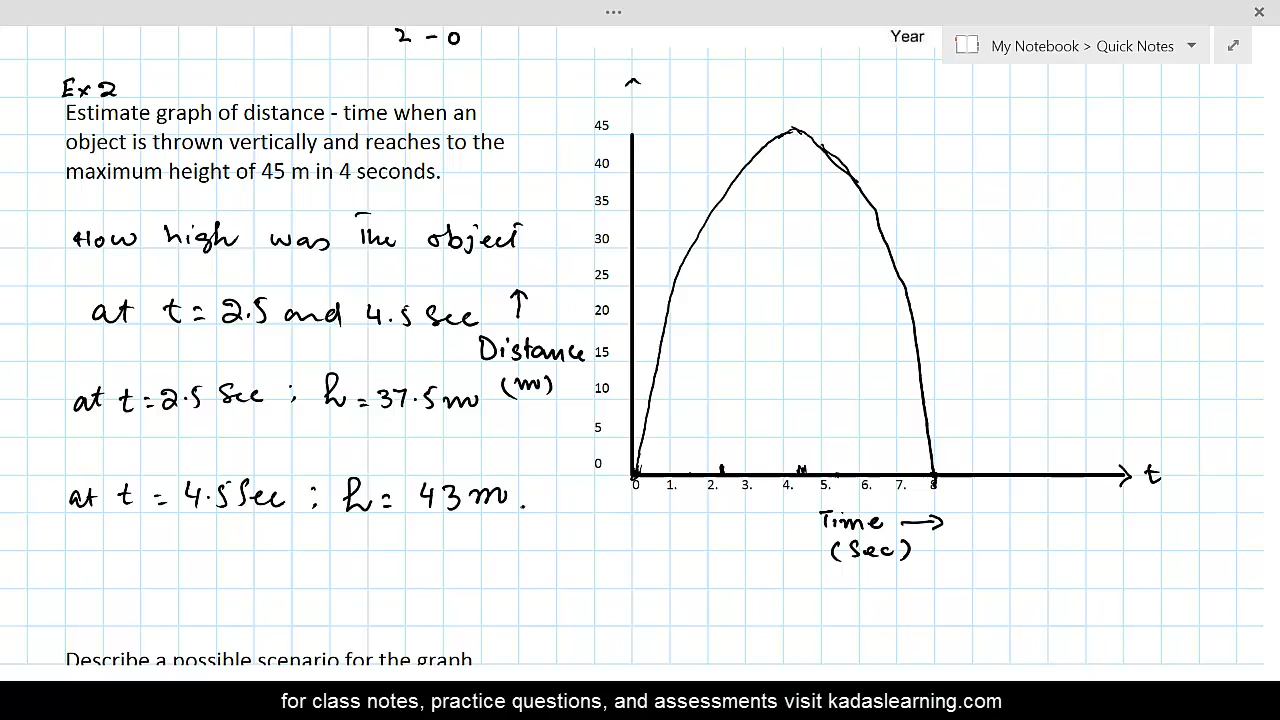 2 - 0
Year
My Notebook > Quick Notes
Ex 2
Estimate graph of distance - time when an
object is thrown vertically and reaches to the
maximum height of 45 m in 4 seconds.
How high was The object
at t = 2.5 and 4.5 Sec
at t = 2.5 Sec ; h = 37.5 m
at t = 4.5 Sec ; h = 43 m.
Distance
(m)
45
40
35
30
25
20
15
10
5
0
0 1. 2. 3. 4. 5. 6. 7. 8
t
Time
(Sec)
Describe a possible scenario for the graph
for class notes, practice questions, and assessments visit kadaslearning.com